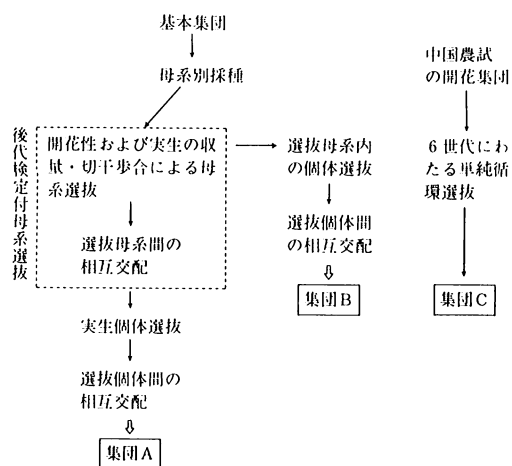 基本集団
母系別採種
後代検定付母系選抜
開花性および実生の収
量・切干歩合による母
系選抜
選抜母系間の
相互交配
実生個体選抜
選抜個体間の
相互交配
集団A
選抜母系内
の個体選抜
選抜個体間
の相互交配
集団B
中国農試
の開花集団
6世代にわ
たる単純循
環選抜
集団C